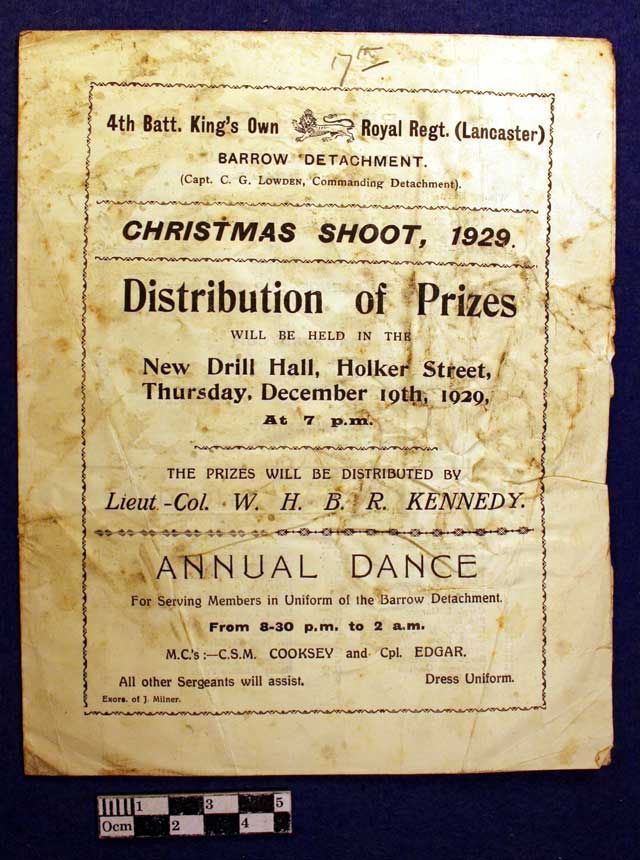 17th
4th Batt. King's Own Royal Regt. (Lancaster)
BARROW DETACHMENT.
(Capt. C. G. LOWDEN, Commanding Detachment).
CHRISTMAS SHOOT, 1929.
Distribution of Prizes
WILL BE HELD IN THE
New Drill Hall, Holker Street,
Thursday, December 19th, 1929,
At 7 p.m.
THE PRIZES WILL BE DISTRIBUTED BY
Lieut-Col. W. H. B. R. KENNEDY.
ANNUAL DANCE
For Serving Members in Uniform of the Barrow Detachment.
From 8-30 p.m. to 2 a.m.
M.C.'s:—C.S.M. COOKSEY and Cpl. EDGAR.
All other Sergeants will assist. Dress Uniform.
Exors. of J. Milner.
1 3 5
0cm 2 4